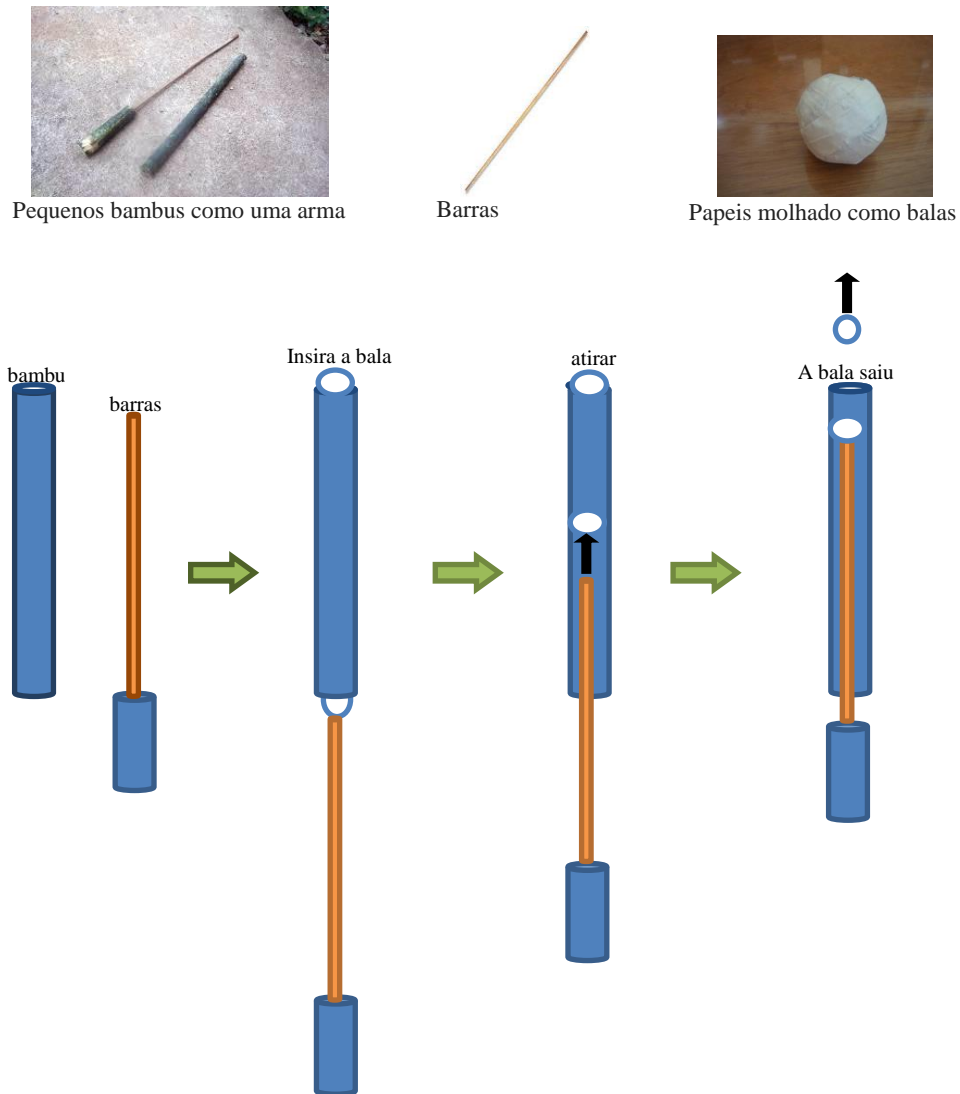 Pequenos bambus como uma arma
Barras
Papeis molhado como balas
bambu
barras
Insira a bala
atirar
A bala saiu